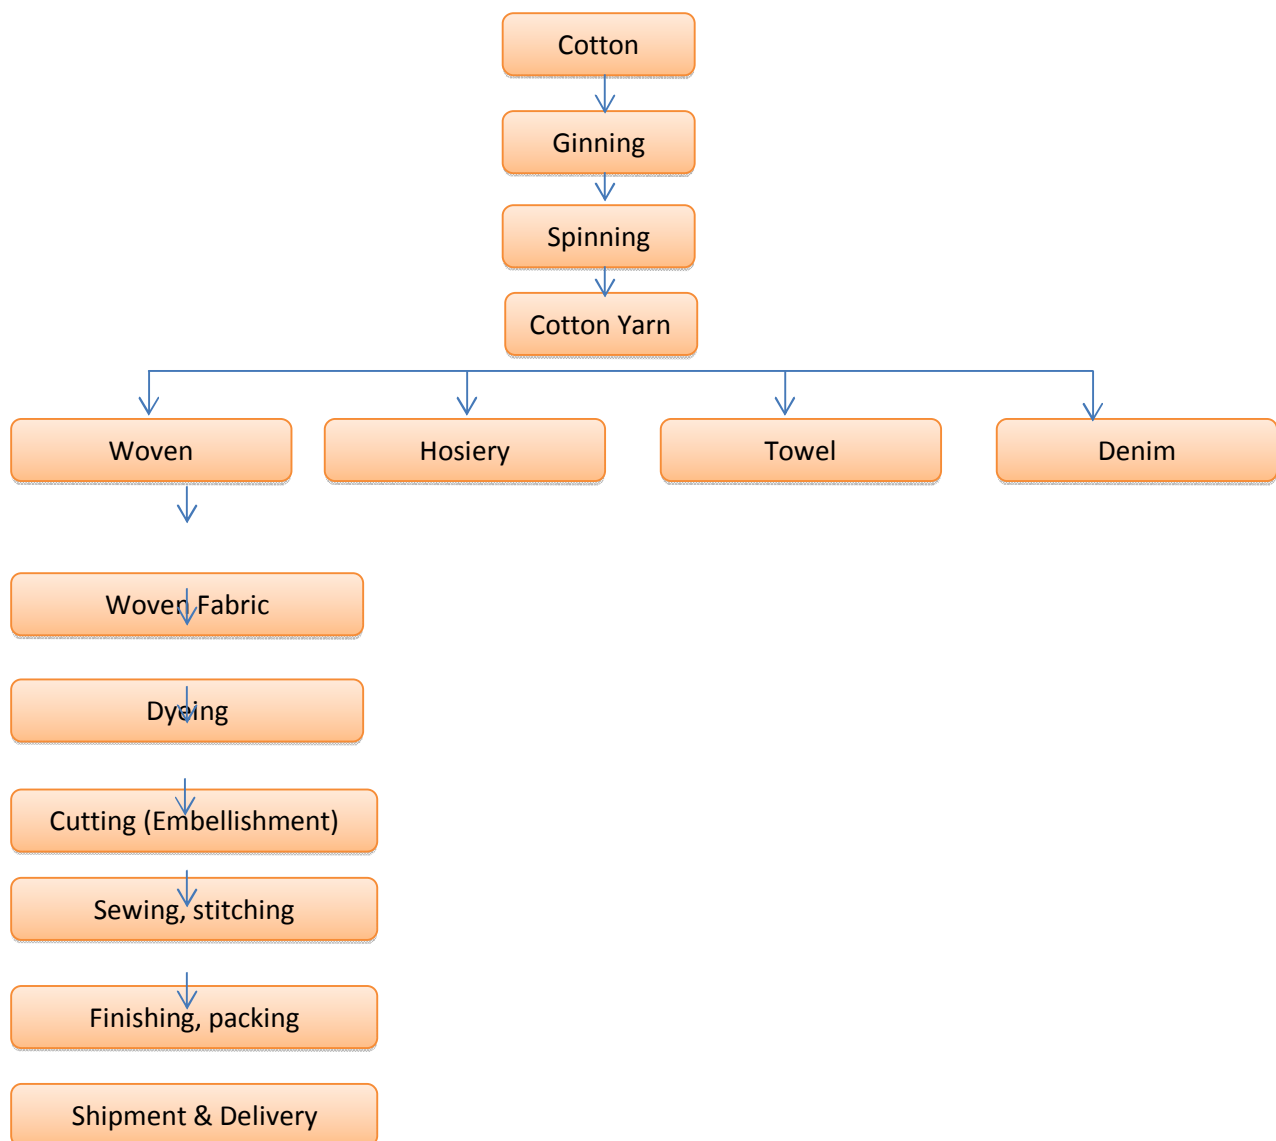 Cotton
Ginning
Spinning
Cotton Yarn
Woven
Hosiery
Towel
Denim
Woven Fabric
Dyeing
Cutting (Embellishment)
Sewing, stitching
Finishing, packing
Shipment & Delivery